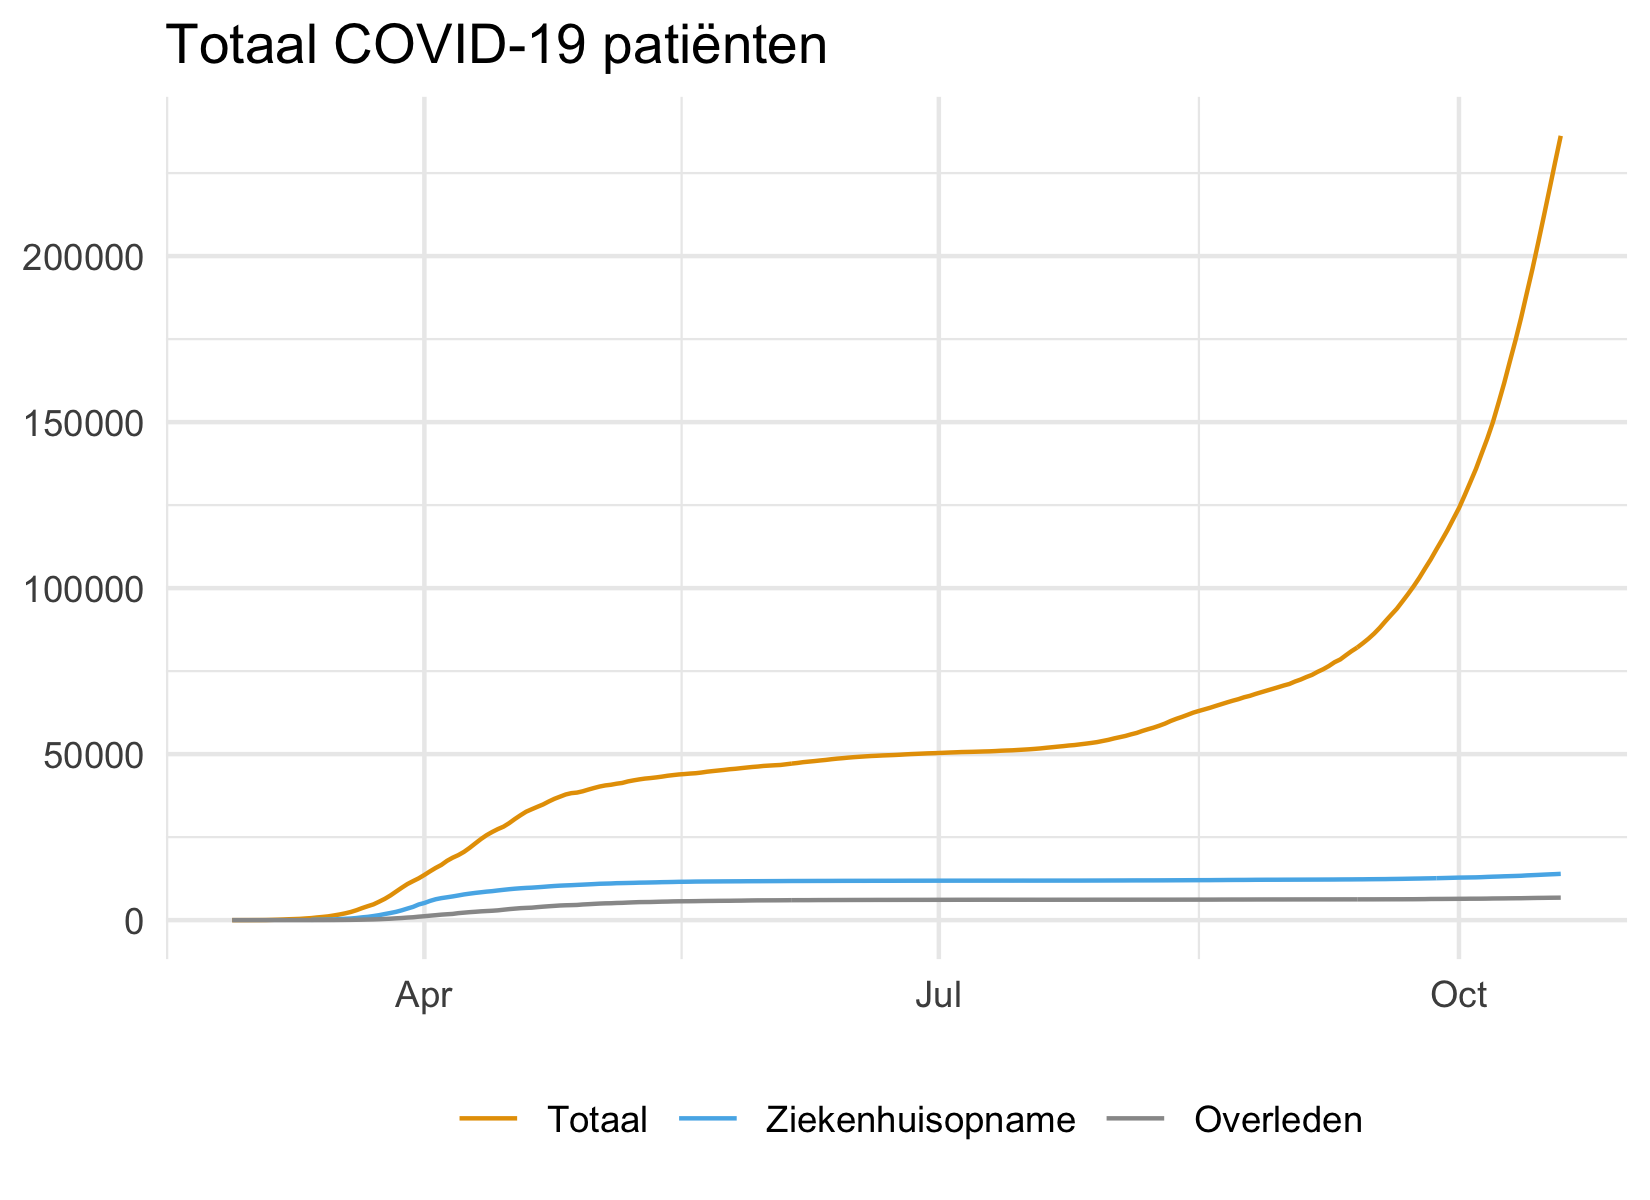 Totaal COVID-19 patiënten
200000
150000
100000
50000
0
Apr Jul Oct
Totaal Ziekenhuisopname Overleden